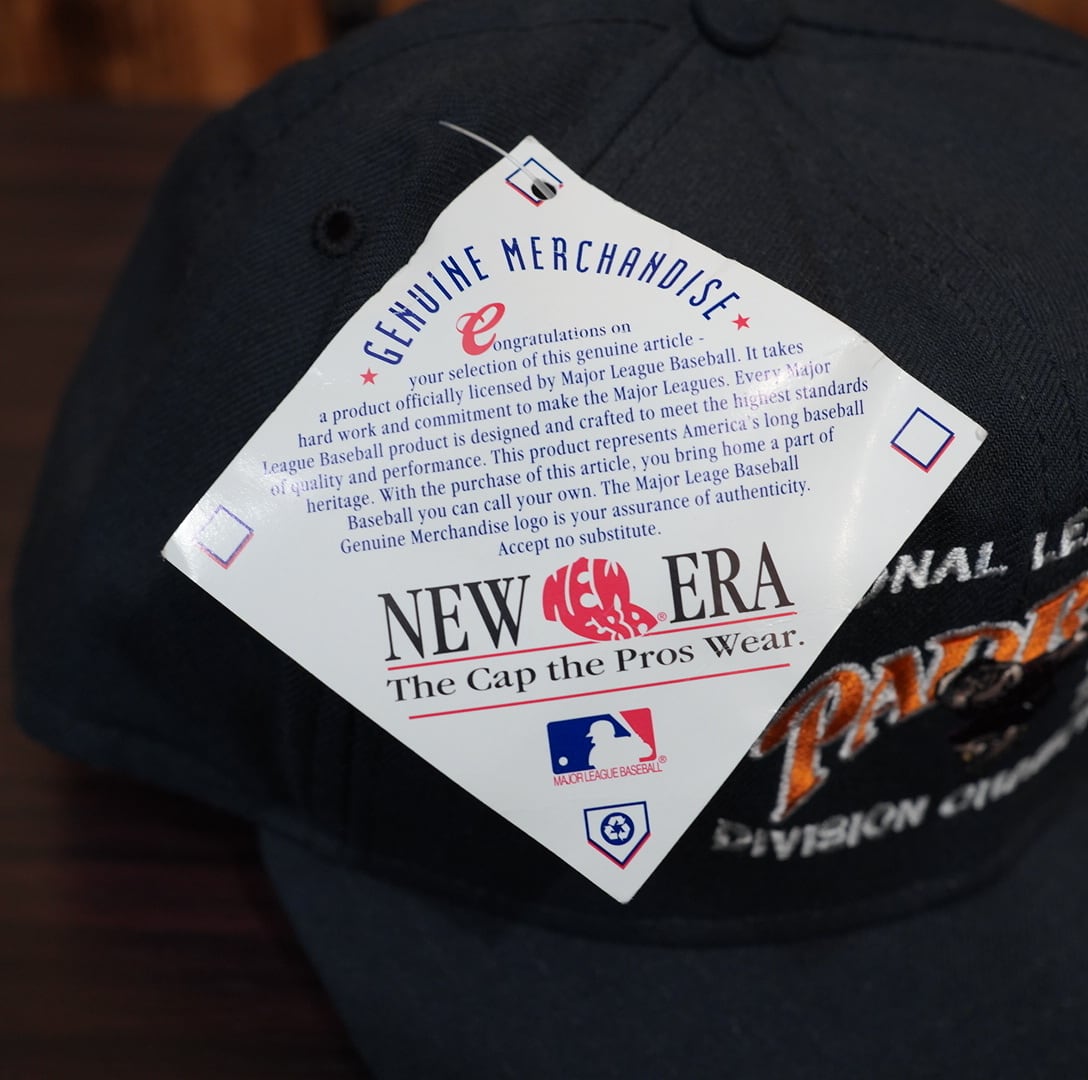 ★ GENUINE MERCHANDISE ★
Congratulations on
your selection of this genuine article -
a product officially licensed by Major League Baseball. It takes
hard work and commitment to make the Major Leagues. Every Major
League Baseball product is designed and crafted to meet the highest standards
of quality and performance. This product represents America's long baseball
heritage. With the purchase of this article, you bring home a part of
Baseball you can call your own. The Major Leage Baseball
Genuine Merchandise logo is your assurance of authenticity.
Accept no substitute.
NEW NEW ERA® ERA
The Cap the Pros Wear.
MAJOR LEAGUE BASEBALL®
DIVISION